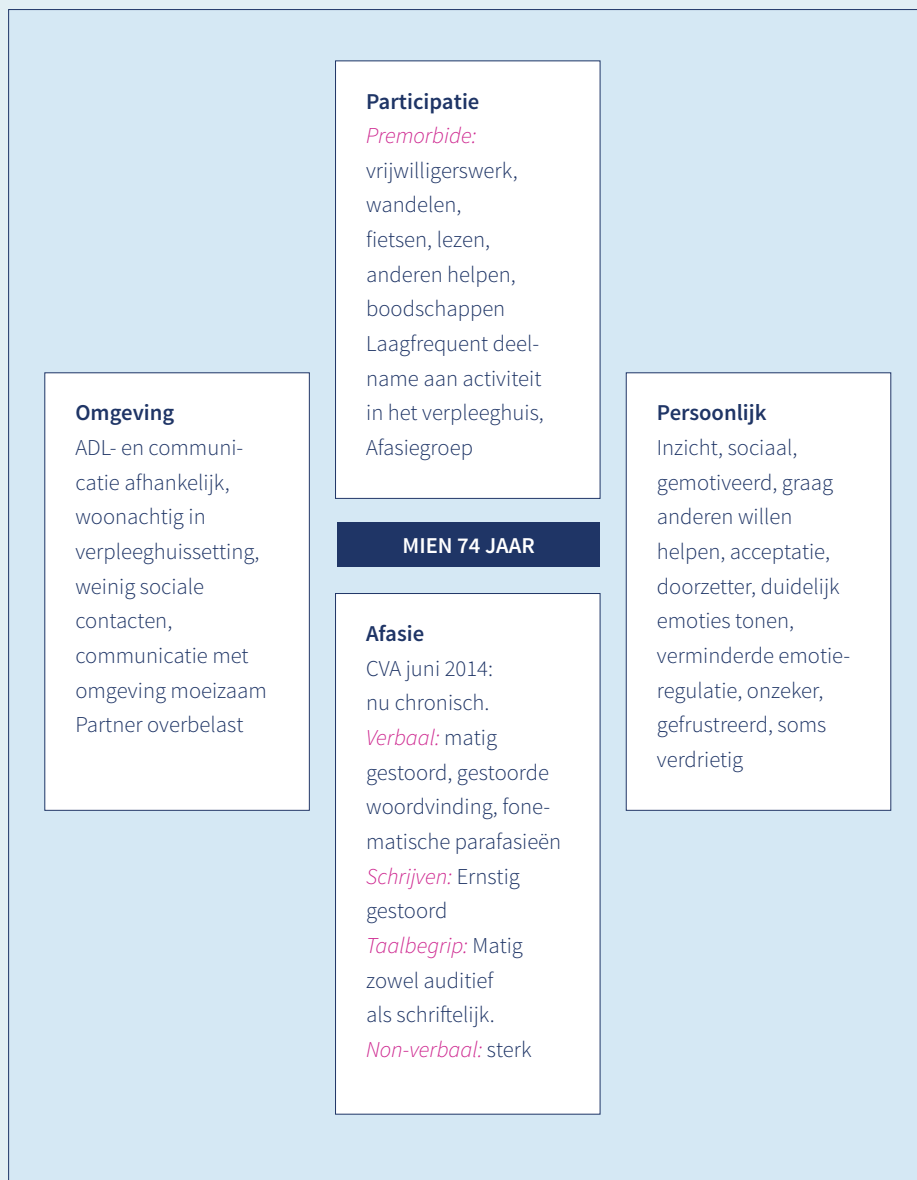 Participatie
Premorbide:
vrijwilligerswerk,
wandelen,
fietsen, lezen,
anderen helpen,
boodschappen
Laagfrequent deel-
name aan activiteit
in het verpleeghuis,
Afasiegroep
Omgeving
ADL- en communi-
catie afhankelijk,
woonachtig in
verpleeghuissetting,
weinig sociale
contacten,
communicatie met
omgeving moeizaam
Partner overbelast
MIEN 74 JAAR
Persoonlijk
Inzicht, sociaal,
gemotiveerd, graag
anderen willen
helpen, acceptatie,
doorzetter, duidelijk
emoties tonen,
verminderde emotie-
regulatie, onzeker,
gefrustreerd, soms
verdrietig
Afasie
CVA juni 2014:
nu chronisch.
Verbaal: matig
gestoord, gestoorde
woordvinding, fone-
matische parafasieën
Schrijven: Ernstig
gestoord
Taalbegrip: Matig
zowel auditief
als schriftelijk.
Non-verbaal: sterk